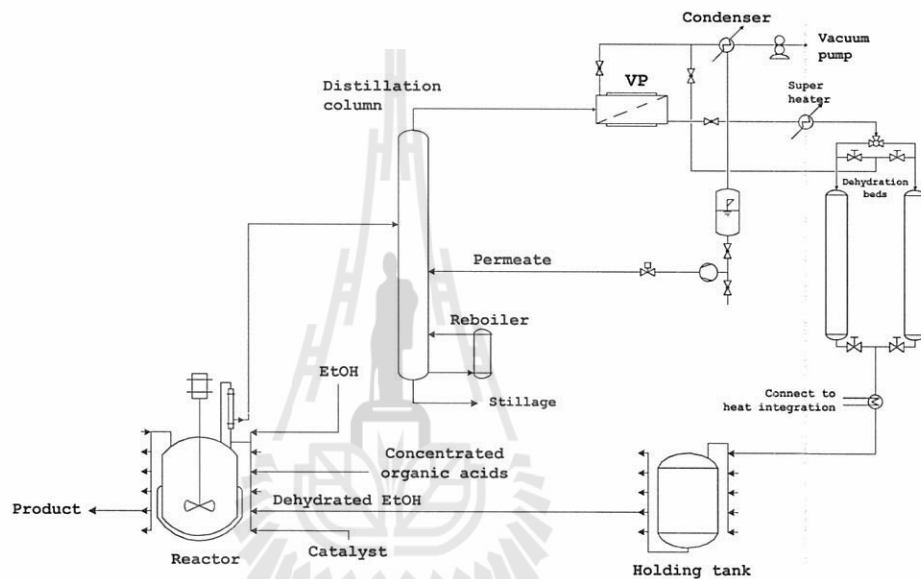 Condenser
Vacuum
pump
VP
Super
heater
Distillation
column
Dehydration
beds
Permeate
Reboiler
EtOH
Stillage
Connect to
heat integration
Concentrated
organic acids
Dehydrated EtOH
Product
Reactor
Catalyst
Holding tank